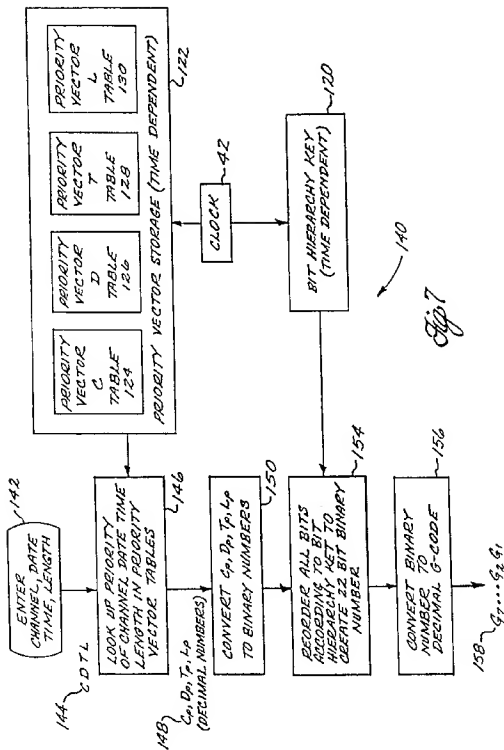 ENTER
CHANNEL, DATE
TIME, LENGTH
142
144
C D T L
LOOK UP PRIORITY
OF CHANNEL DATE TIME
LENGTH IN PRIORITY
VECTOR TABLES
146
148
Cp, Dp, Tp, Lp
(DECIMAL NUMBERS)
CONVERT Cp, Dp, Tp, Lp
TO BINARY NUMBERS
150
REORDER ALL BITS
ACCORDING TO BIT
HIERARCHY KEY TO
CREATE 22 BIT BINARY
NUMBER
154
CONVERT BINARY
NUMBER TO
DECIMAL G-CODE
156
158
G7....G2 G1
PRIORITY
VECTOR
C
TABLE
124
PRIORITY
VECTOR
D
TABLE
126
PRIORITY
VECTOR
T
TABLE
128
PRIORITY
VECTOR
L
TABLE
130
PRIORITY VECTOR STORAGE (TIME DEPENDENT)
122
CLOCK
42
BIT HIERARCHY KEY
(TIME DEPENDENT)
120
140
Fig 7